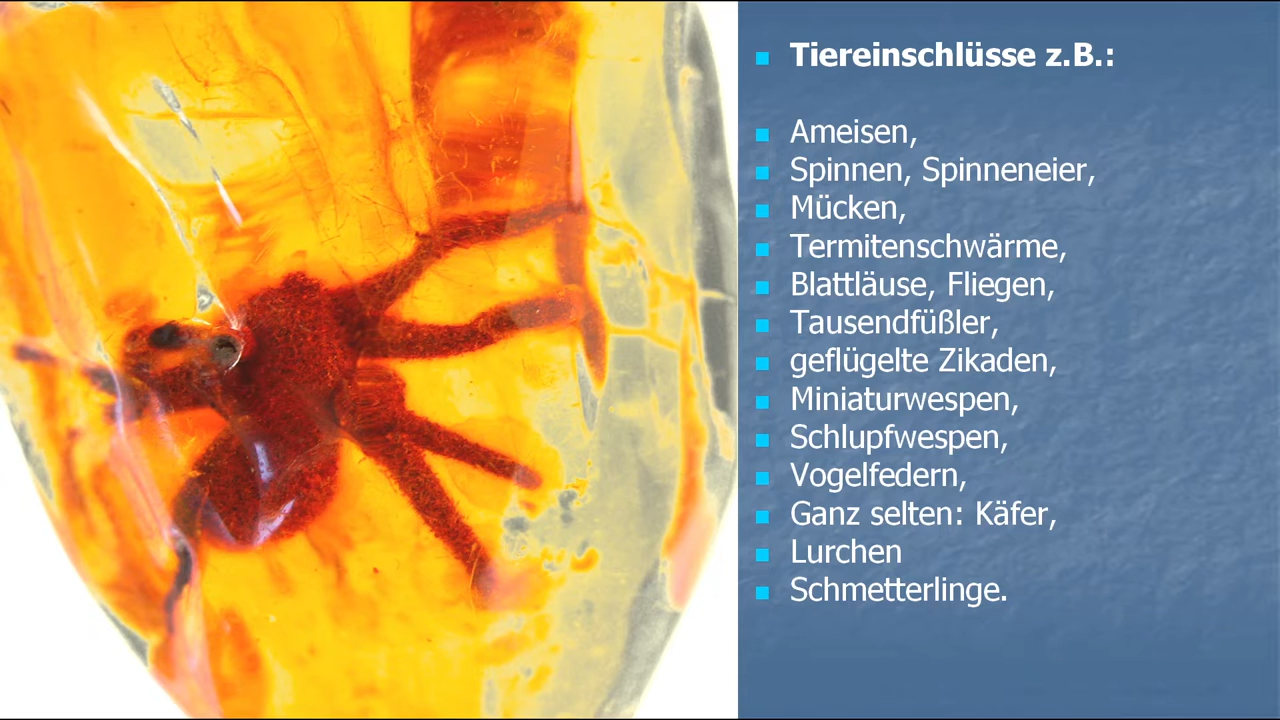 Tiereinschlüsse z.B.:
Ameisen,
Spinnen, Spinneneier,
Mücken,
Termitenschwärme,
Blattläuse, Fliegen,
Tausendfüßler,
geflügelte Zikaden,
Miniaturwespen,
Schlupfwespen,
Vogelfedern,
Ganz selten: Käfer,
Lurchen
Schmetterlinge.